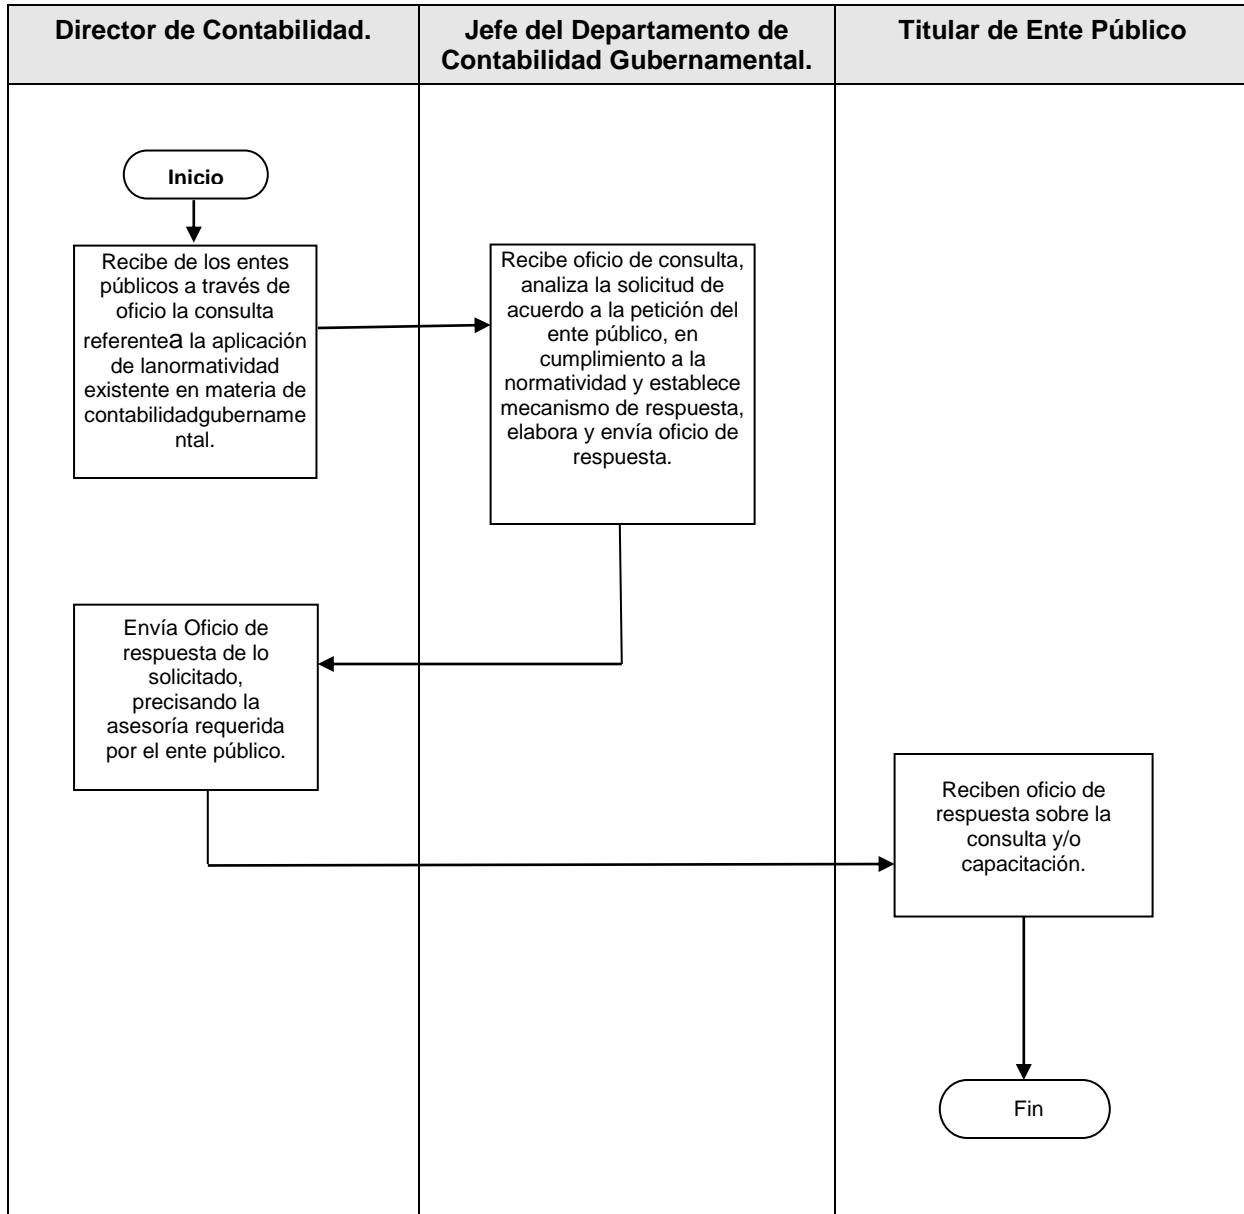 Director de Contabilidad.
Jefe del Departamento de
Contabilidad Gubernamental.
Titular de Ente Público
Inicio
Recibe de los entes
públicos a través de
oficio la consulta
referentea la aplicación
de lanormatividad
existente en materia de
contabilidadgubername
ntal.
Recibe oficio de consulta,
analiza la solicitud de
acuerdo a la petición del
ente público, en
cumplimiento a la
normatividad y establece
mecanismo de respuesta,
elabora y envía oficio de
respuesta.
Envía Oficio de
respuesta de lo
solicitado,
precisando la
asesoría requerida
por el ente público.
Reciben oficio de
respuesta sobre la
consulta y/o
capacitación.
Fin